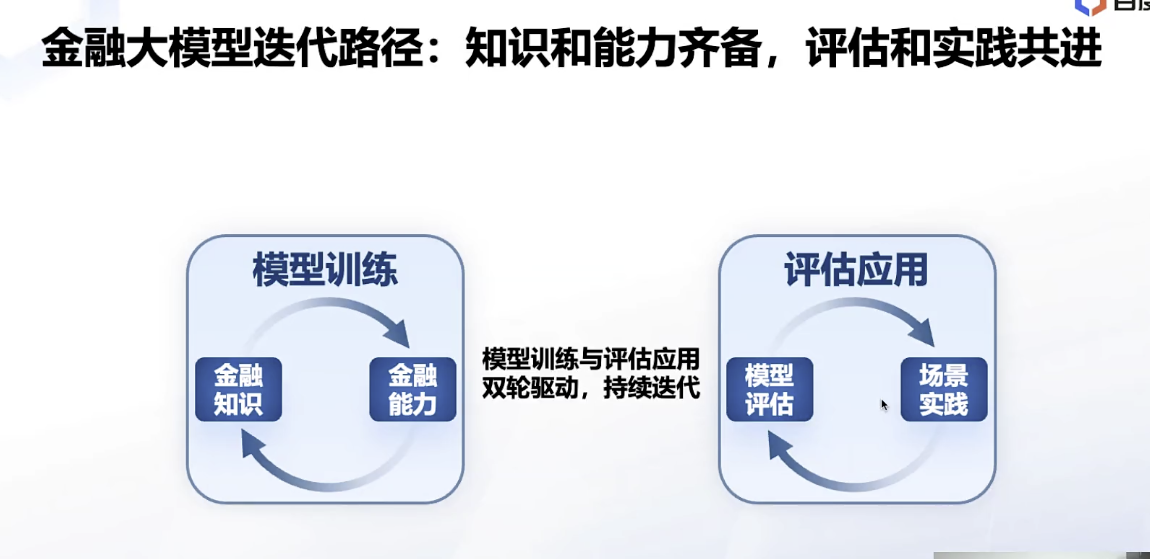 金融大模型迭代路径：知识和能力齐备，评估和实践共进
模型训练
金融
知识
金融
能力
模型训练与评估应用
双轮驱动，持续迭代
评估应用
模型
评估
场景
实践